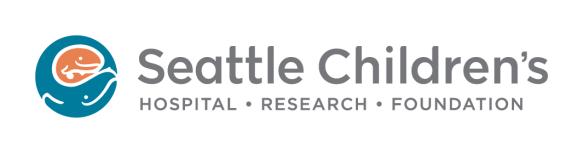 Seattle Children's
HOSPITAL • RESEARCH • FOUNDATION